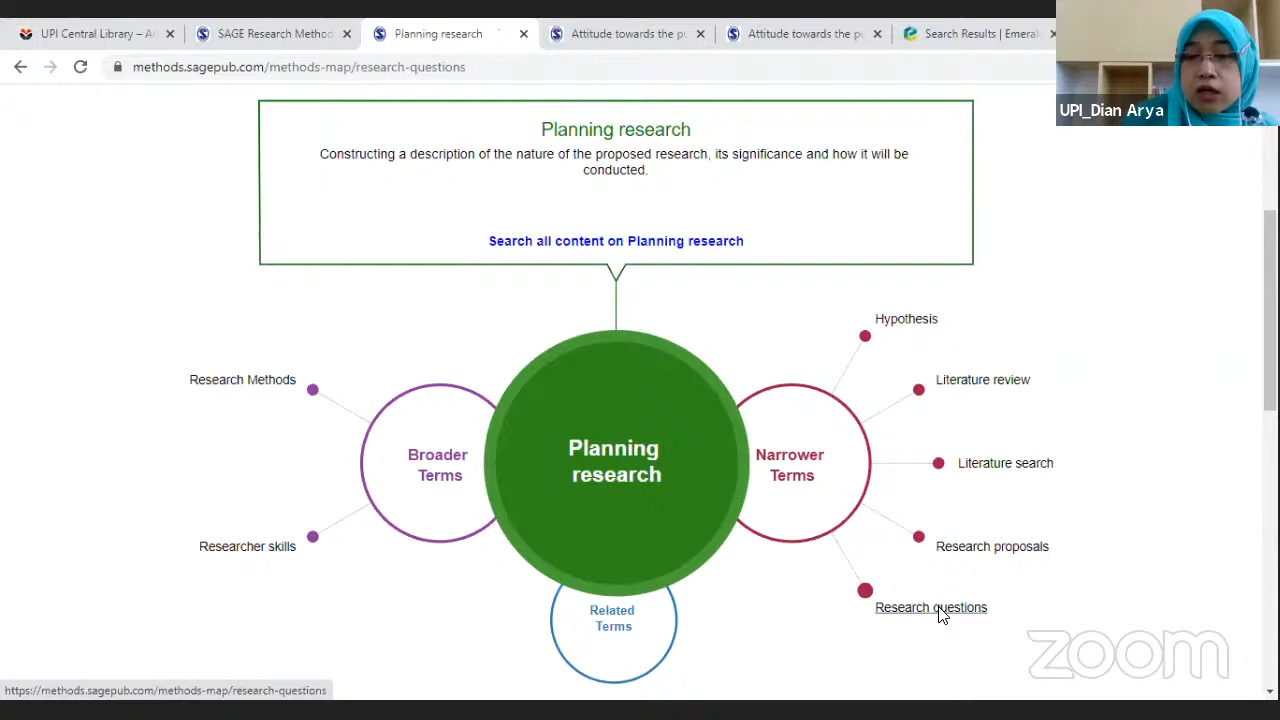 UPI Central Library – A
SAGE Research Method
Planning research
Attitude towards the pu
Attitude towards the pu
Search Results | Emeral
methods.sagepub.com/methods-map/research-questions
UPI_Dian Arya
Planning research
Constructing a description of the nature of the proposed research, its significance and how it will be
conducted.
Search all content on Planning research
Hypothesis
Research Methods
Literature review
Broader
Terms
Planning
research
Narrower
Terms
Literature search
Researcher skills
Research proposals
Related
Terms
Research questions
zoom
https://methods.sagepub.com/methods-map/research-questions